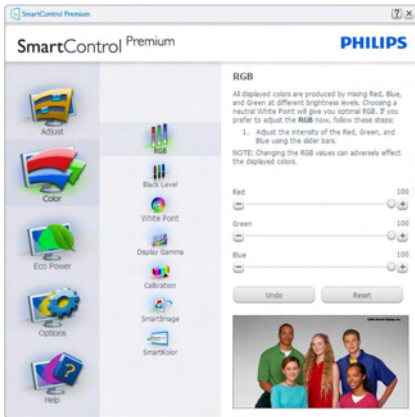 SmartControl Premium
SmartControl Premium
PHILIPS
Adjust
Color
Eco Power
Options
Help
RGB
Black Level
White Point
Display Gamma
Calibration
SmartImage
SmartKolor
RGB
All displayed colors are produced by mixing Red, Blue,
and Green at different brightness levels. Choosing a
neutral White Point will give you optimal RGB. If you
prefer to adjust the RGB now, follow these steps:
1. Adjust the intensity of the Red, Green, and
Blue using the slider bars.
NOTE: Changing the RGB values can adversely effect
the displayed colors.
Red 100
Green 100
Blue 100
Undo Reset